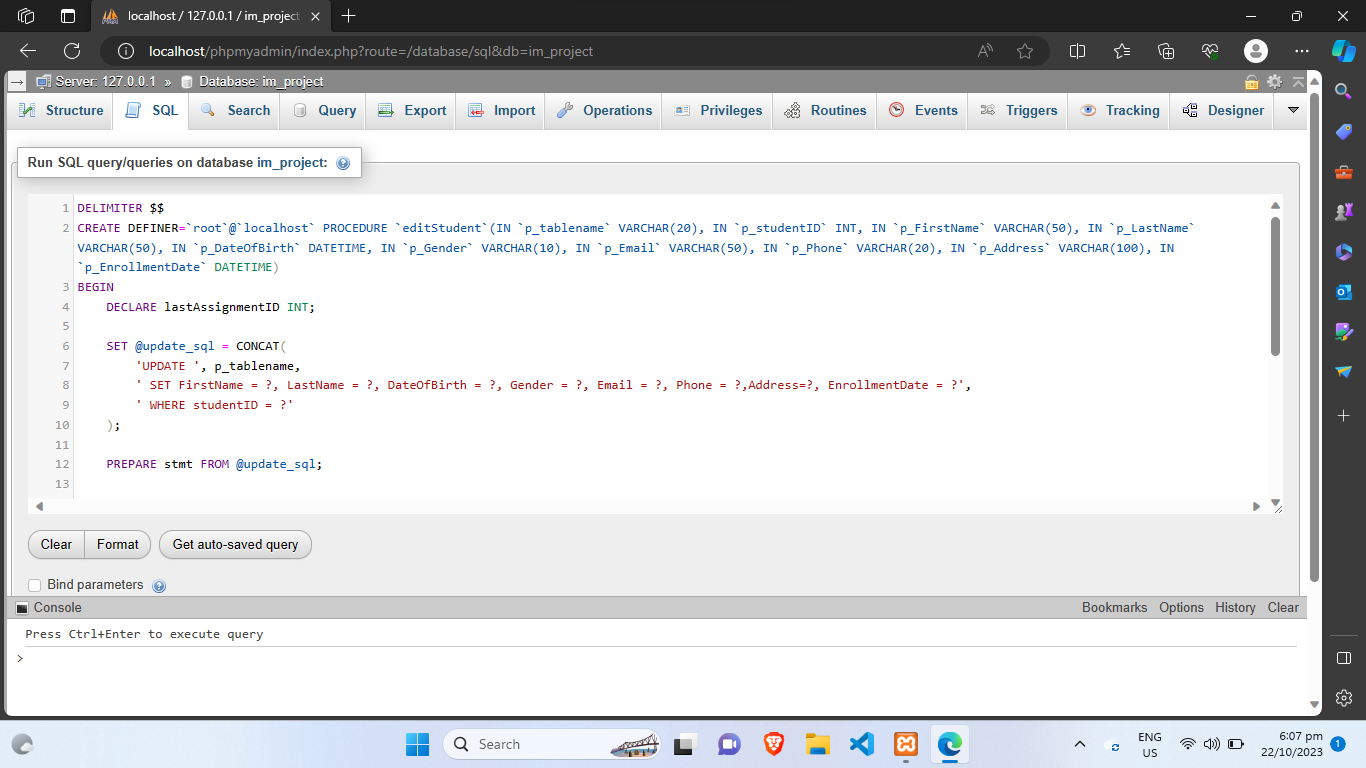 localhost / 127.0.0.1 / im_project
localhost/phpmyadmin/index.php?route=/database/sql&db=im_project
Server: 127.0.0.1 » Database: im_project
Structure SQL Search Query Export Import Operations Privileges Routines Events Triggers Tracking Designer
Run SQL query/queries on database im_project:
1 DELIMITER $$
2 CREATE DEFINER=`root`@`localhost` PROCEDURE `editStudent`(IN `p_tablename` VARCHAR(20), IN `p_studentID` INT, IN `p_FirstName` VARCHAR(50), IN `p_LastName`
VARCHAR(50), IN `p_DateOfBirth` DATETIME, IN `p_Gender` VARCHAR(10), IN `p_Email` VARCHAR(50), IN `p_Phone` VARCHAR(20), IN `p_Address` VARCHAR(100), IN
`p_EnrollmentDate` DATETIME)
3 BEGIN
4 DECLARE lastAssignmentID INT;
5
6 SET @update_sql = CONCAT(
7 'UPDATE ', p_tablename,
8 ' SET FirstName = ?, LastName = ?, DateOfBirth = ?, Gender = ?, Email = ?, Phone = ?,Address=?, EnrollmentDate = ?',
9 ' WHERE studentID = ?'
10 );
11
12 PREPARE stmt FROM @update_sql;
13
Clear Format Get auto-saved query
Bind parameters
Console Bookmarks Options History Clear
Press Ctrl+Enter to execute query
>
Search
ENG
US
6:07 pm
22/10/2023
1